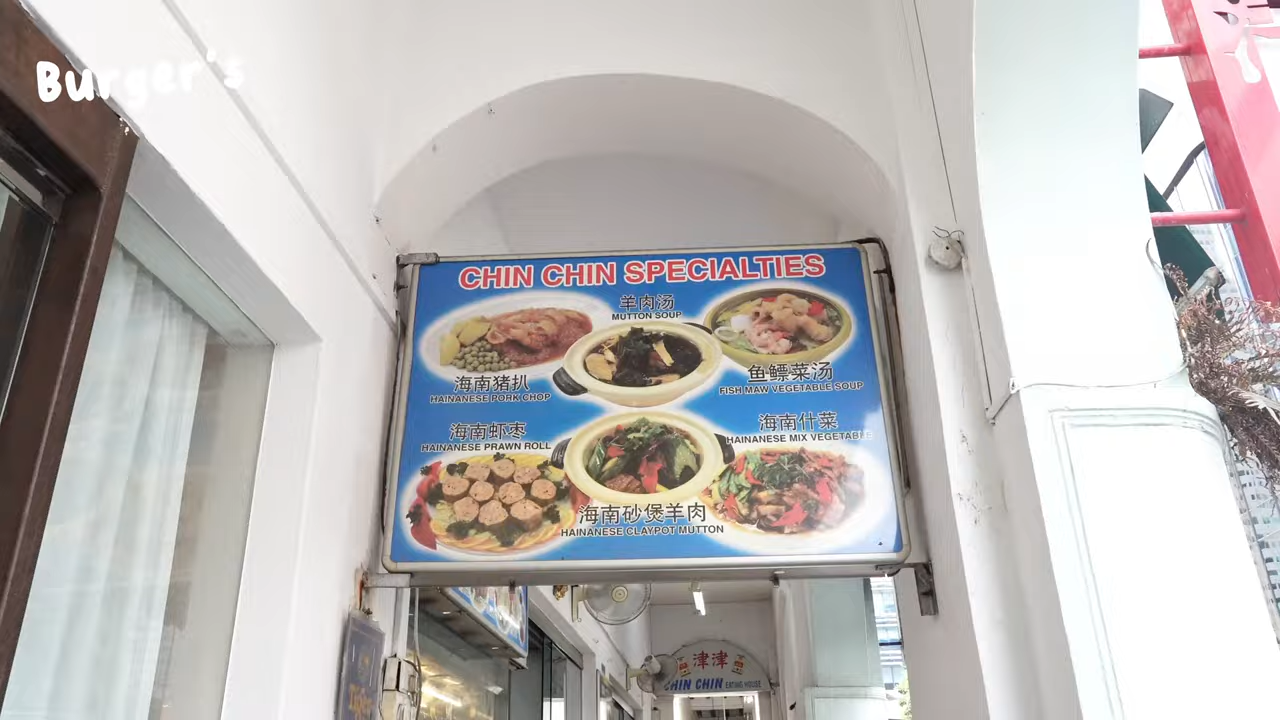 Burger's
CHIN CHIN SPECIALTIES
羊肉汤
MUTTON SOUP
海南猪扒
HAINANESE PORK CHOP
鱼鳔菜汤
FISH MAW VEGETABLE SOUP
海南虾枣
HAINANESE PRAWN ROLL
海南什菜
HAINANESE MIX VEGETABLE
海南砂煲羊肉
HAINANESE CLAYPOT MUTTON
津津
CHIN CHIN EATING HOUSE